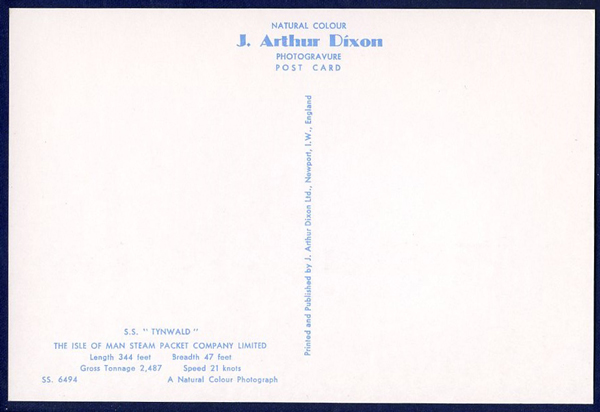 NATURAL COLOUR
J. Arthur Dixon
PHOTOGRAVURE
POST CARD
Printed and Published by J. Arthur Dixon Ltd., Newport, I.W., England
S.S. "TYNWALD"
THE ISLE OF MAN STEAM PACKET COMPANY LIMITED
Length 344 feet Breadth 47 feet
Gross Tonnage 2,487 Speed 21 knots
SS. 6494 A Natural Colour Photograph